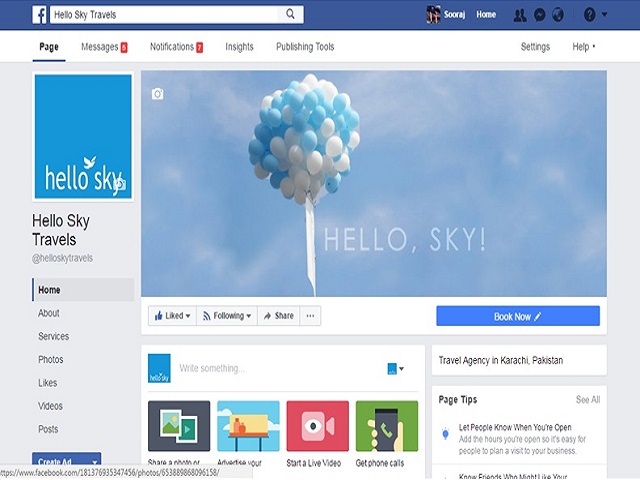 Hello Sky Travels
Sooraj Home
Page Messages 5 Notifications 7 Insights Publishing Tools Settings Help
hello sky
HELLO, SKY!
Hello Sky
Travels
@helloskytravels
Home
About
Services
Photos
Likes
Videos
Posts
Create Ad
Liked Following Share ...
Book Now
hello sky
Write something...
Share a photo or
Advertise your
Start a Live Video
Get phone calls
Travel Agency in Karachi, Pakistan
Page Tips See All
Let People Know When You're Open
Add the hours you're open so it's easy for
people to plan a visit to your business.
Know Friends Who Might Like Your
ttps://www.facebook.com/181376935347456/photos/653889868096158/